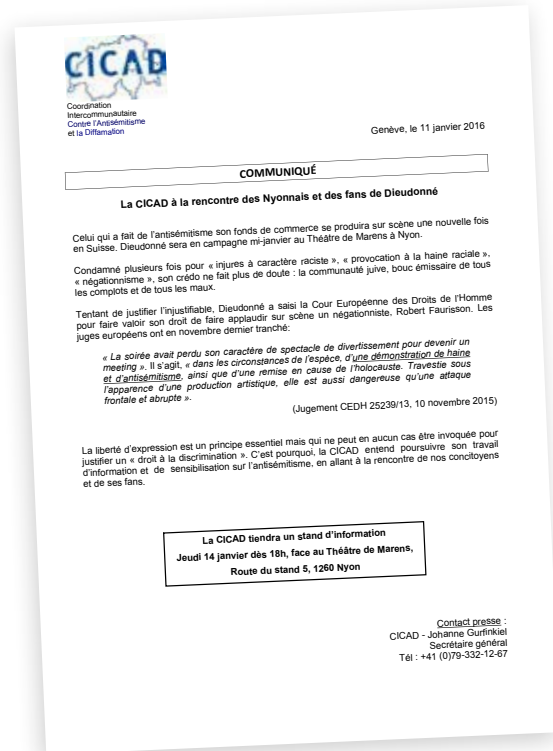 CICAD
Coordination
Intercommunautaire
Contre l'Antisémitisme
et la Diffamation
Genève, le 11 janvier 2016
COMMUNIQUÉ
La CICAD à la rencontre des Nyonnais et des fans de Dieudonné
Celui qui a fait de l'antisémitisme son fonds de commerce se produira sur scène une nouvelle fois
en Suisse. Dieudonné sera en campagne mi-janvier au Théâtre de Marens à Nyon.
Condamné plusieurs fois pour « injures à caractère raciste », « provocation à la haine raciale »,
« négationnisme », son crédo ne fait plus de doute : la communauté juive, bouc émissaire de tous
les complots et de tous les maux.
Tentant de justifier l'injustifiable, Dieudonné a saisi la Cour Européenne des Droits de l'Homme
pour faire valoir son droit de faire applaudir sur scène un négationniste, Robert Faurisson. Les
juges européens ont en novembre dernier tranché:
« La soirée avait perdu son caractère de spectacle de divertissement pour devenir un
meeting ». Il s'agit, « dans les circonstances de l'espéce, d'une démonstration de haine
et d'antisémitisme, ainsi que d'une remise en cause de l'holocauste. Travestie sous
l'apparence d'une production artistique, elle est aussi dangereuse qu'une attaque
frontale et abrupte ».
(Jugement CEDH 25239/13, 10 novembre 2015)
La liberté d'expression est un principe essentiel mais qui ne peut en aucun cas être invoquée pour
justifier un « droit à la discrimination ». C'est pourquoi, la CICAD entend poursuivre son travail
d'information et de sensibilisation sur l'antisémitisme, en allant à la rencontre de nos concitoyens
et de ses fans.
La CICAD tiendra un stand d'information
Jeudi 14 janvier dès 18h, face au Théâtre de Marens,
Route du stand 5, 1260 Nyon
Contact presse :
CICAD - Johanne Gurfinkiel
Secrétaire général
Tél : +41 (0)79-332-12-67